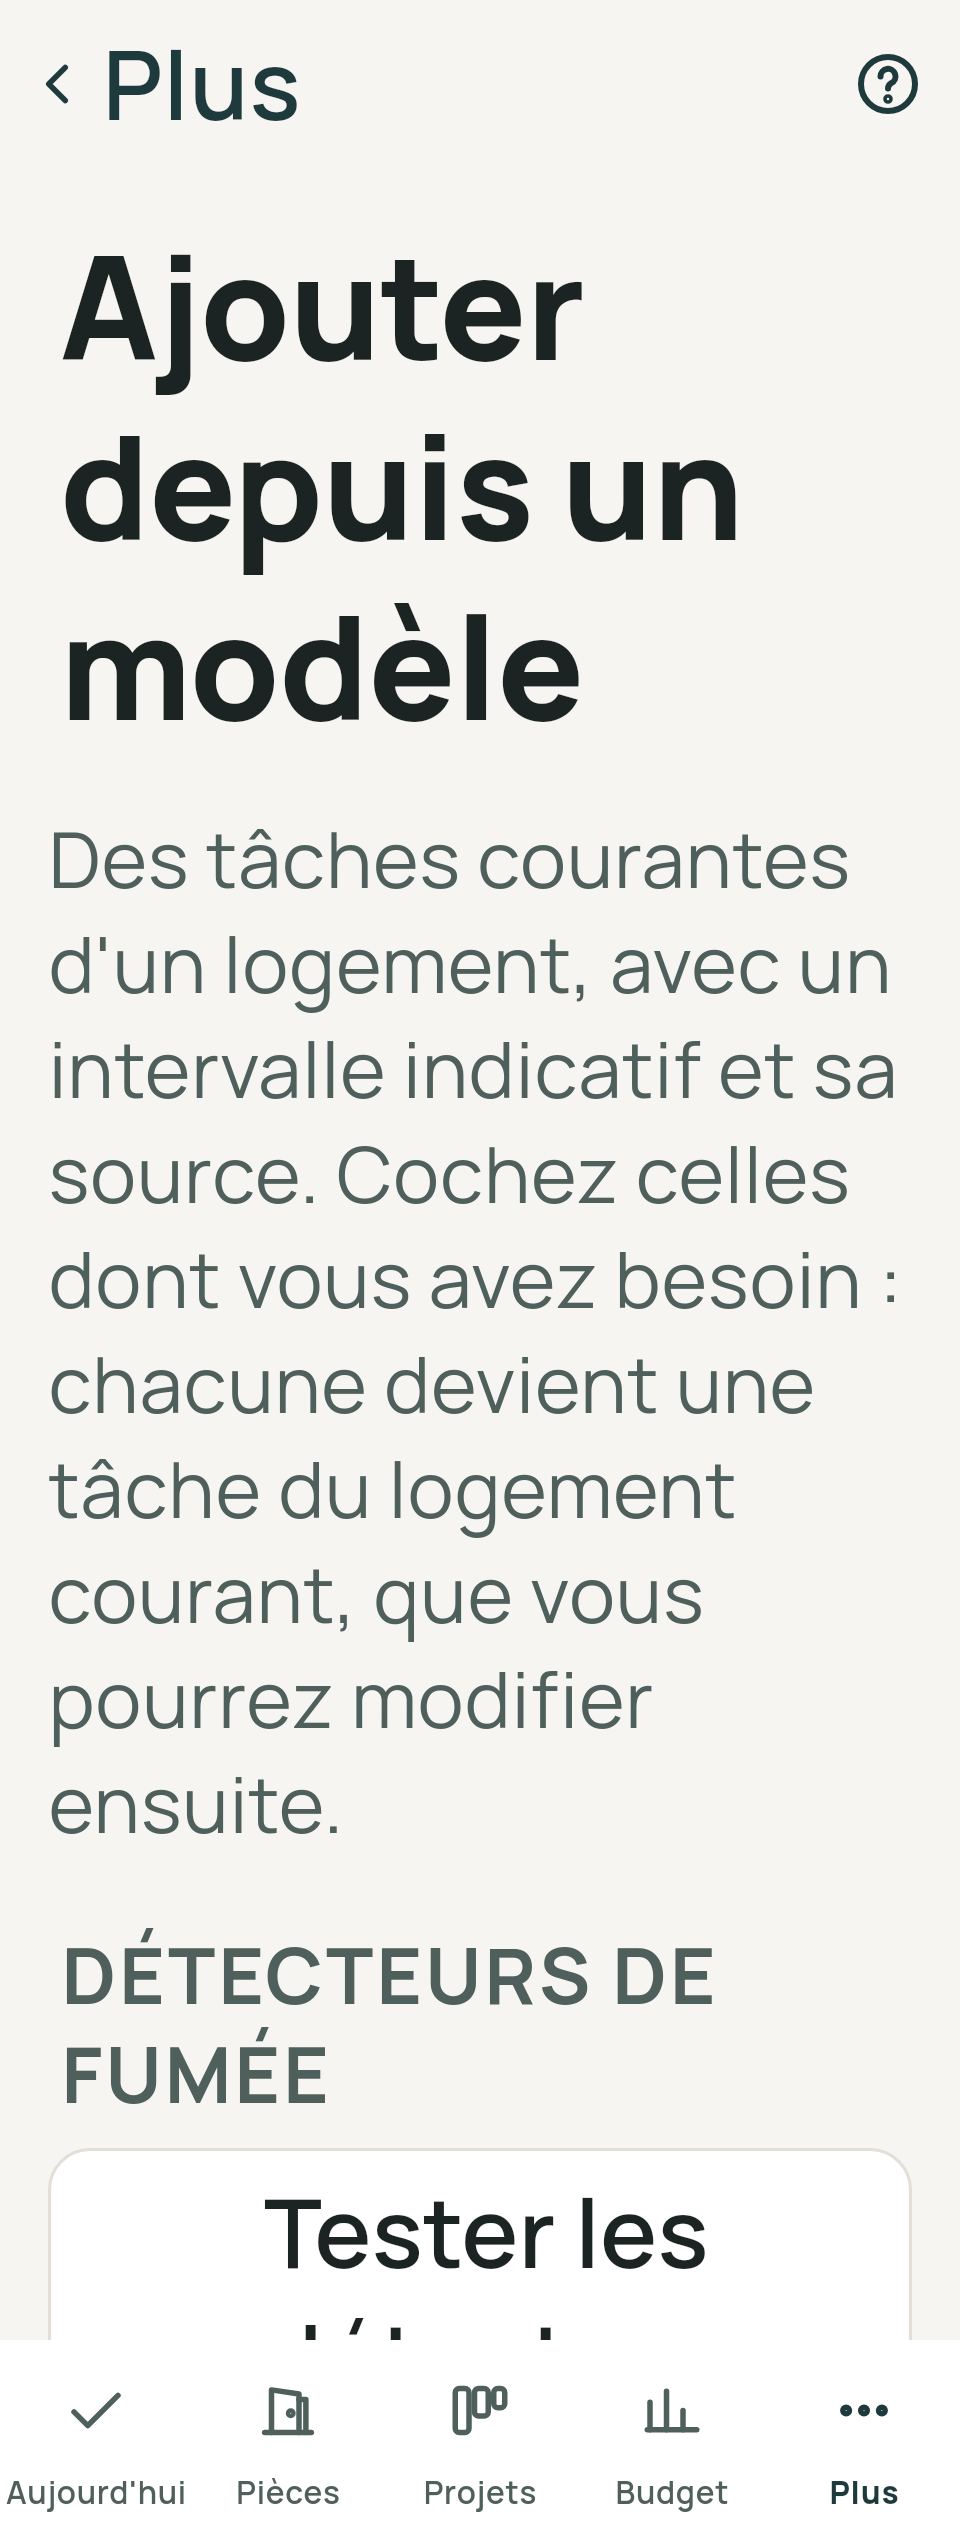 Plus
Ajouter
depuis un
modèle
Des tâches courantes
d'un logement, avec un
intervalle indicatif et sa
source. Cochez celles
dont vous avez besoin :
chacune devient une
tâche du logement
courant, que vous
pourrez modifier
ensuite.
DÉTECTEURS DE
FUMÉE
Tester les
Aujourd'hui
Pièces
Projets
Budget
Plus